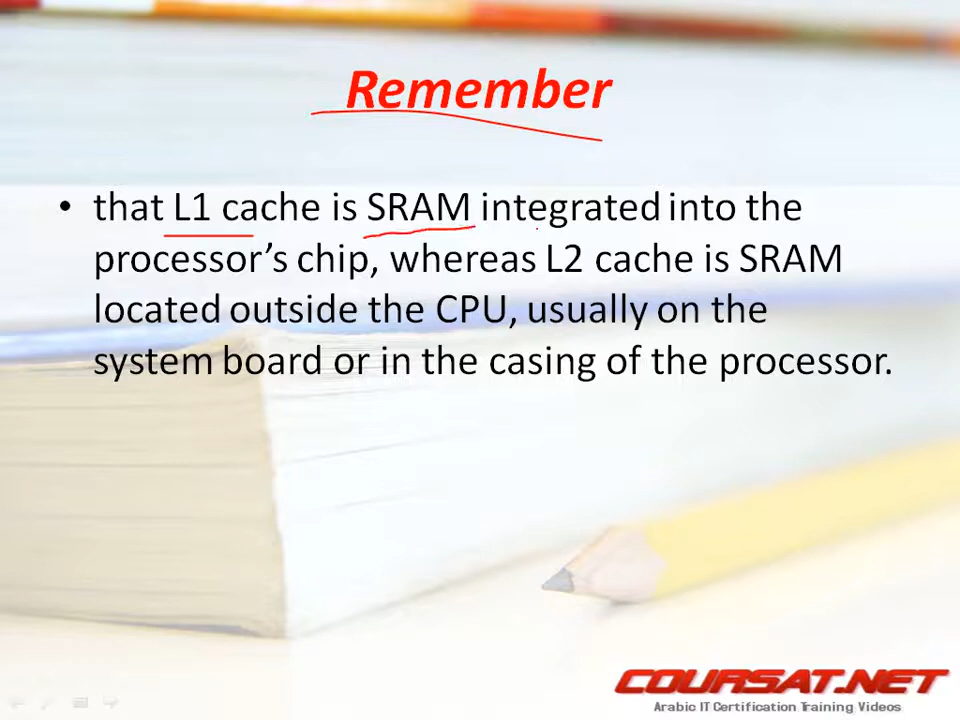 Remember
• that L1 cache is SRAM integrated into the
processor’s chip, whereas L2 cache is SRAM
located outside the CPU, usually on the
system board or in the casing of the processor.
COURSAT.NET
Arabic IT Certification Training Videos